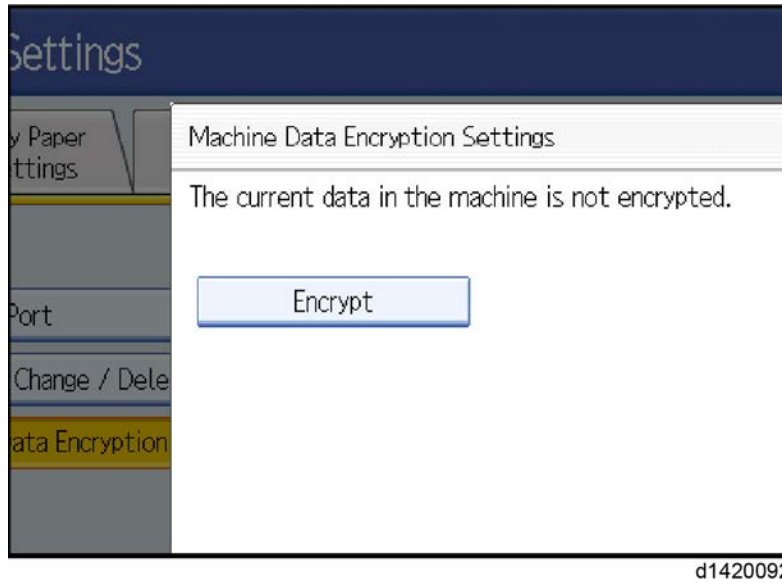 Settings
y Paper
ttings
Machine Data Encryption Settings
The current data in the machine is not encrypted.
Encrypt
Port
Change / Dele
ata Encryption
d1420092